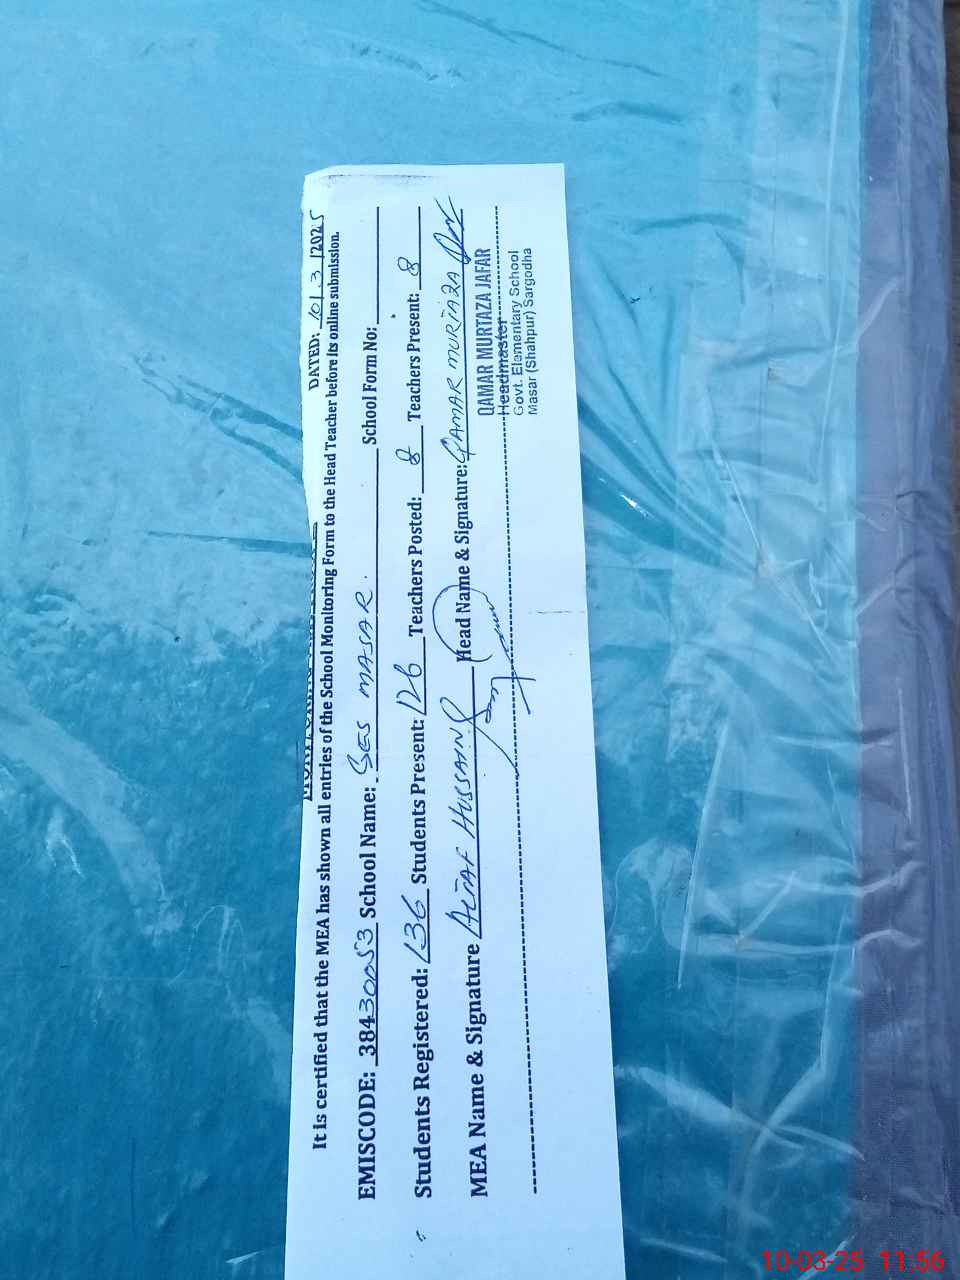 DATED: 10/3/2025
It is certified that the MEA has shown all entries of the School Monitoring Form to the Head Teacher before its online submission.
EMISCODE: 38430053 School Name: GES MASAR. School Form No:
Students Registered: 136 Students Present: 126 Teachers Posted: 8 Teachers Present: 8
MEA Name & Signature ALTAF HUSSAIN Head Name & Signature: QAMAR MURTAZA
QAMAR MURTAZA JAFAR
Headmaster
Govt. Elementary School
Masar (Shahpur) Sargodha
10-03-25 11:56